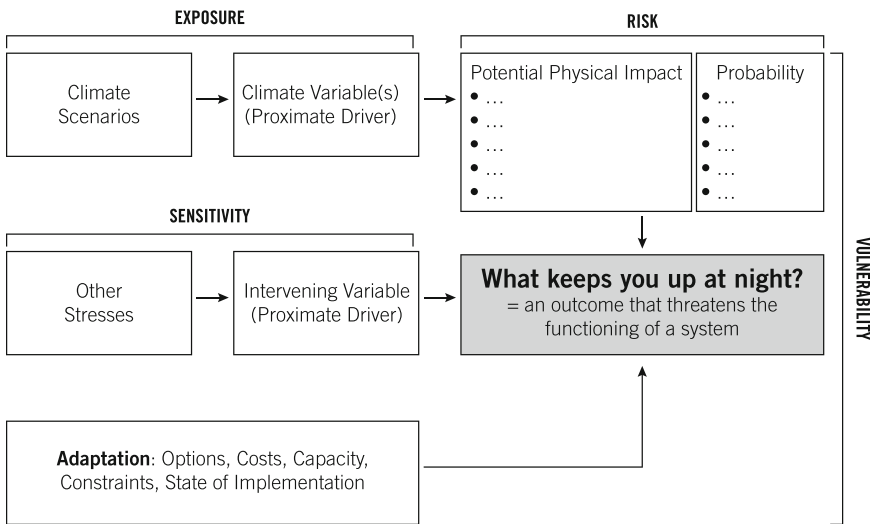 EXPOSURE
RISK
Climate
Scenarios
Climate Variable(s)
(Proximate Driver)
Potential Physical Impact
• ...
• ...
• ...
• ...
• ...
Probability
• ...
• ...
• ...
• ...
• ...
SENSITIVITY
Other
Stresses
Intervening Variable
(Proximate Driver)
What keeps you up at night?
= an outcome that threatens the
functioning of a system
VULNERABILITY
Adaptation: Options, Costs, Capacity,
Constraints, State of Implementation